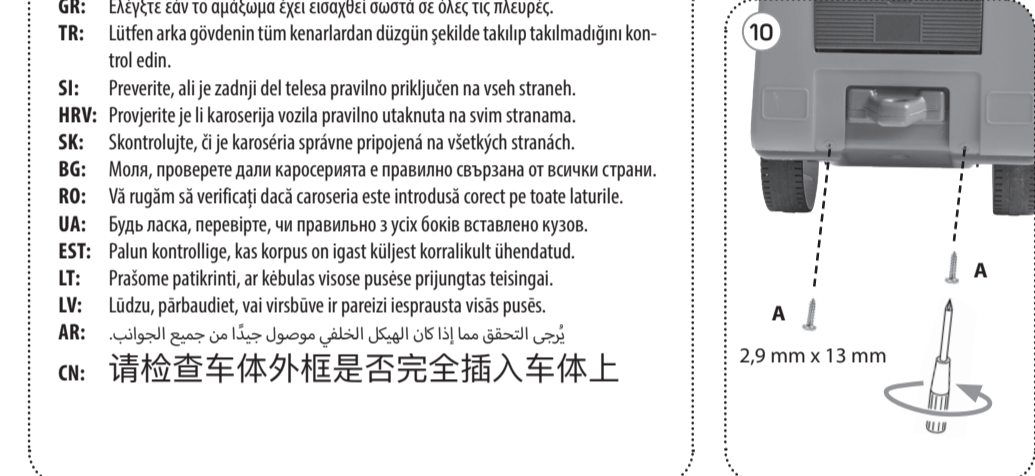 GR: Ελέγξτε εάν το αμάξωμα έχει εισαχθεί σωστά σε όλες τις πλευρές.
TR: Lütfen arka gövdenin tüm kenarlardan düzgün şekilde takılıp takılmadığını kon-
trol edin.
SI: Preverite, ali je zadnji del telesa pravilno priključen na vseh straneh.
HRV: Provjerite je li karoserija vozila pravilno utaknuta na svim stranama.
SK: Skontrolujte, či je karoséria správne pripojená na všetkých stranách.
BG: Моля, проверете дали каросерията е правилно свързана от всички страни.
RO: Vă rugăm să verificați dacă caroseria este introdusă corect pe toate laturile.
UA: Будь ласка, перевірте, чи правильно з усіх боків вставлено кузов.
EST: Palun kontrollige, kas korpus on igast küljest korralikult ühendatud.
LT: Prašome patikrinti, ar kėbulas visose pusėse prijungtas teisingai.
LV: Lūdzu, pārbaudiet, vai virsbūve ir pareizi iesprausta visās pusēs.
AR: يُرجى التحقق مما إذا كان الهيكل الخلفي موصول جيدًا من جميع الجوانب.
CN: 请检查车体外框是否完全插入车体上
10
A
A
2,9 mm x 13 mm